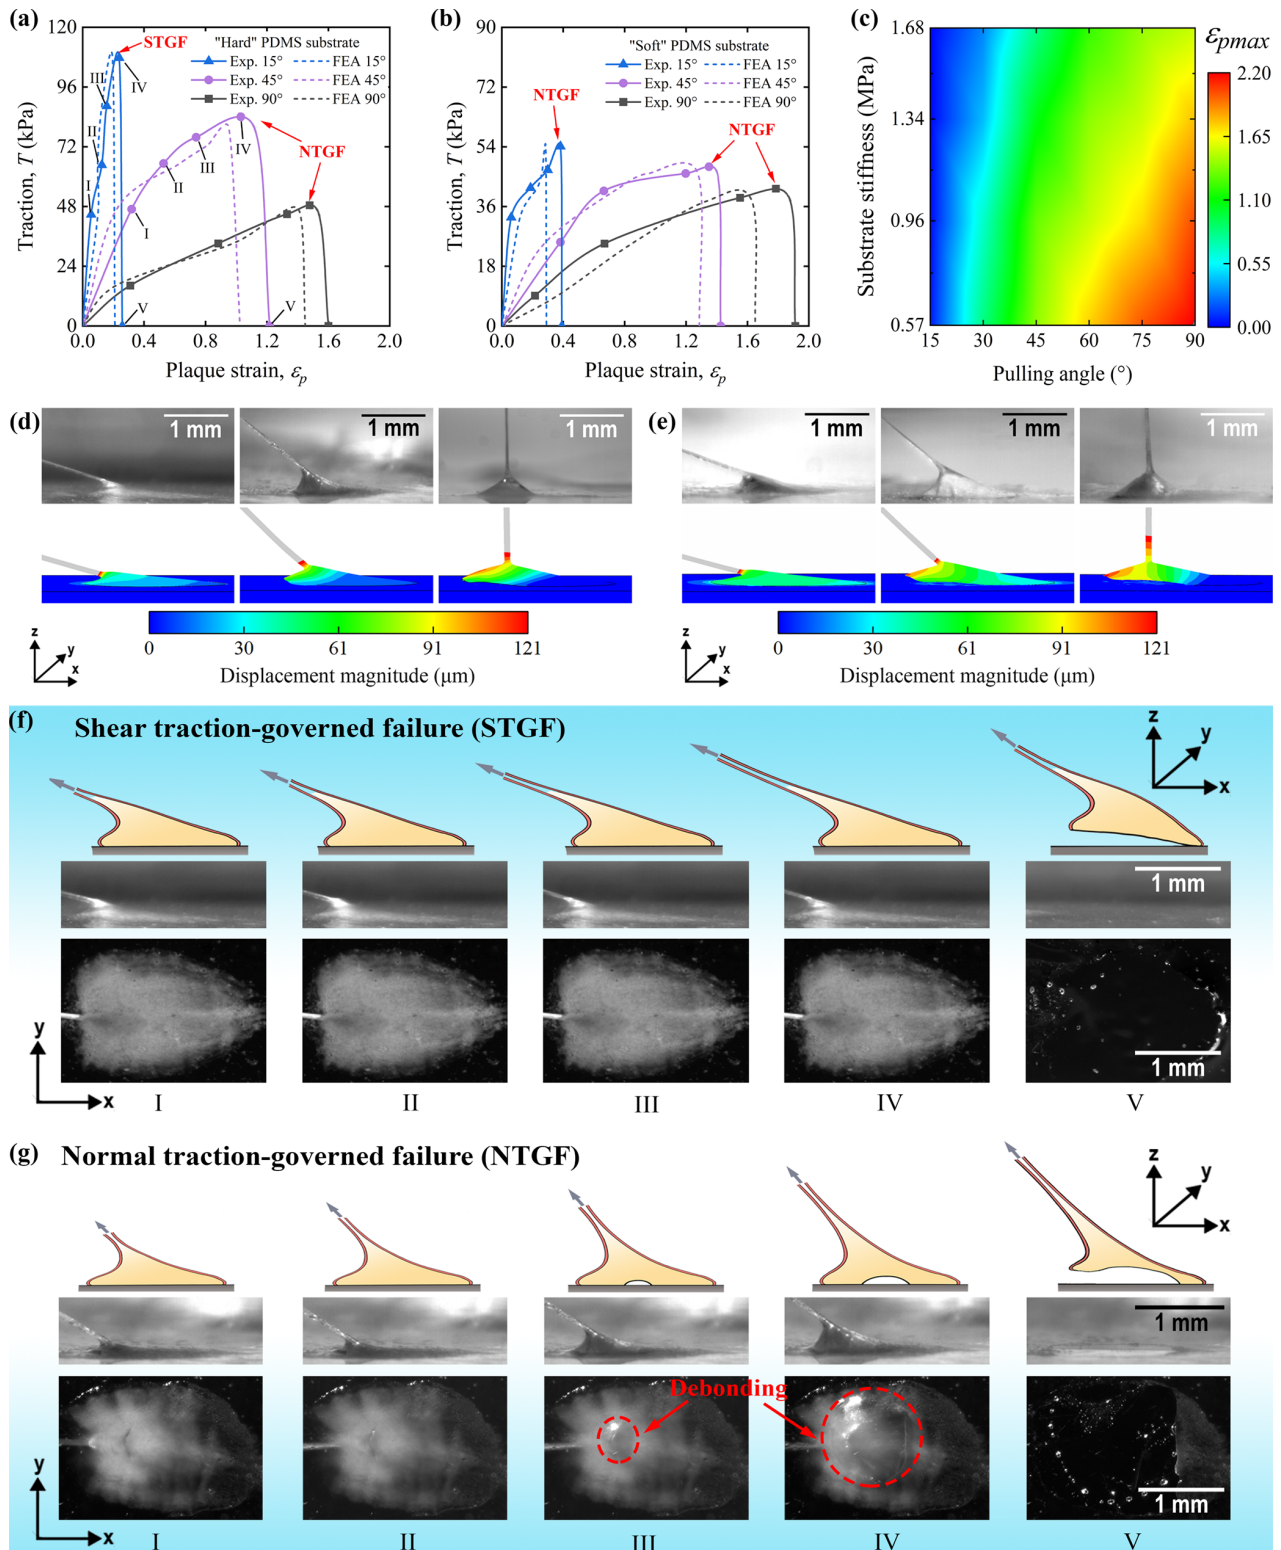 (a)
120
96
72
48
24
0
Traction, T (kPa)
STGF
"Hard" PDMS substrate
Exp. 15° FEA 15°
Exp. 45° FEA 45°
Exp. 90° FEA 90°
III
IV
II
I
IV
III
II
I
NTGF
V
V
0.0 0.4 0.8 1.2 1.6 2.0
Plaque strain, εp
(b)
90
72
54
36
18
0
Traction, T (kPa)
"Soft" PDMS substrate
Exp. 15° FEA 15°
Exp. 45° FEA 45°
Exp. 90° FEA 90°
NTGF
NTGF
0.0 0.4 0.8 1.2 1.6 2.0
Plaque strain, εp
(c)
1.68
1.34
0.96
0.57
Substrate stiffness (MPa)
15 30 45 60 75 90
Pulling angle (°)
εpmax
2.20
1.65
1.10
0.55
0.00
(d)
1 mm 1 mm 1 mm
z
y
x
0 30 61 91 121
Displacement magnitude (μm)
(e)
1 mm 1 mm 1 mm
z
y
x
0 30 61 91 121
Displacement magnitude (μm)
(f)
Shear traction-governed failure (STGF)
z
y
x
1 mm
1 mm
y
x
I II III IV V
(g)
Normal traction-governed failure (NTGF)
z
y
x
1 mm
Debonding
1 mm
y
x
I II III IV V